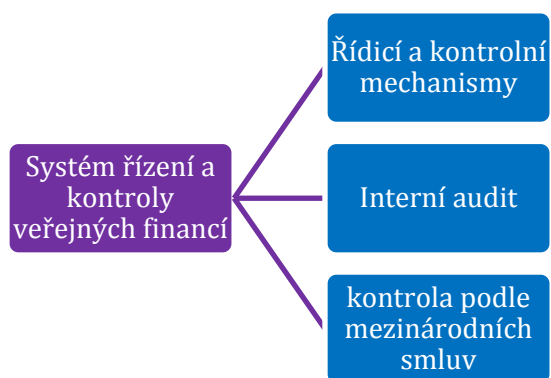 Řídicí a kontrolní
mechanismy
Systém řízení a
kontroly
veřejných financí
Interní audit
kontrola podle
mezinárodních
smluv